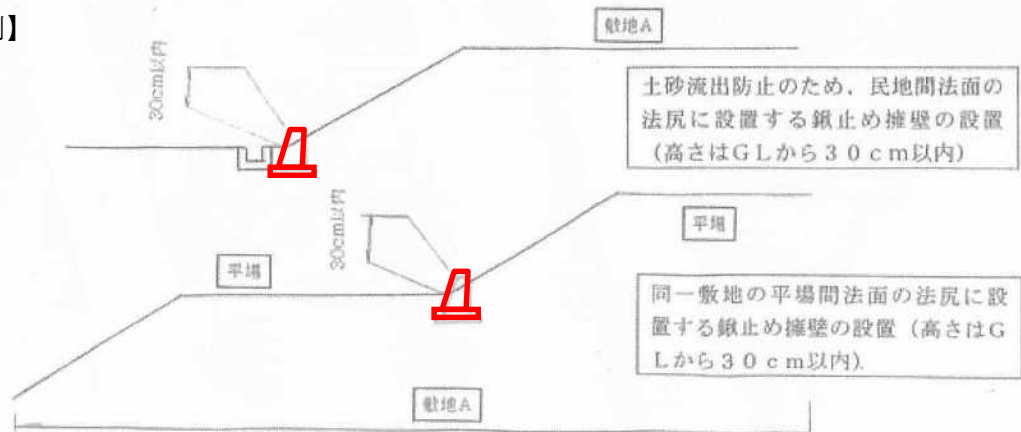 】
敷地A
30cm以内
土砂流出防止のため，民地間法面の
法尻に設置する鍬止め擁壁の設置
（高さはGLから30cm以内）
30cm以内
平場
平場
同一敷地の平場間法面の法尻に設
置する鍬止め擁壁の設置（高さはG
Lから30cm以内）.
敷地A